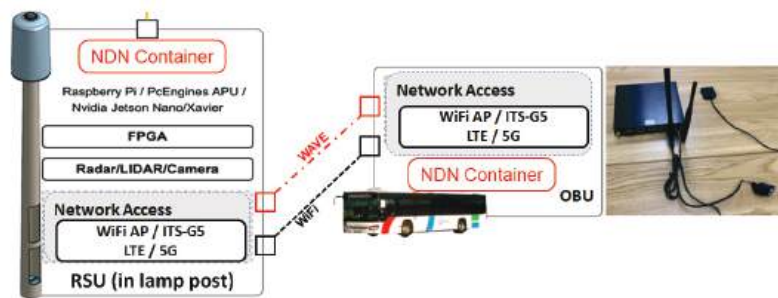 NDN Container
Raspberry Pi / PcEngines APU /
Nvidia Jetson Nano/Xavier
FPGA
Radar/LIDAR/Camera
Network Access
WiFi AP / ITS-G5
LTE / 5G
RSU (in lamp post)
WAVE
WiFi
Network Access
WiFi AP / ITS-G5
LTE / 5G
NDN Container
OBU